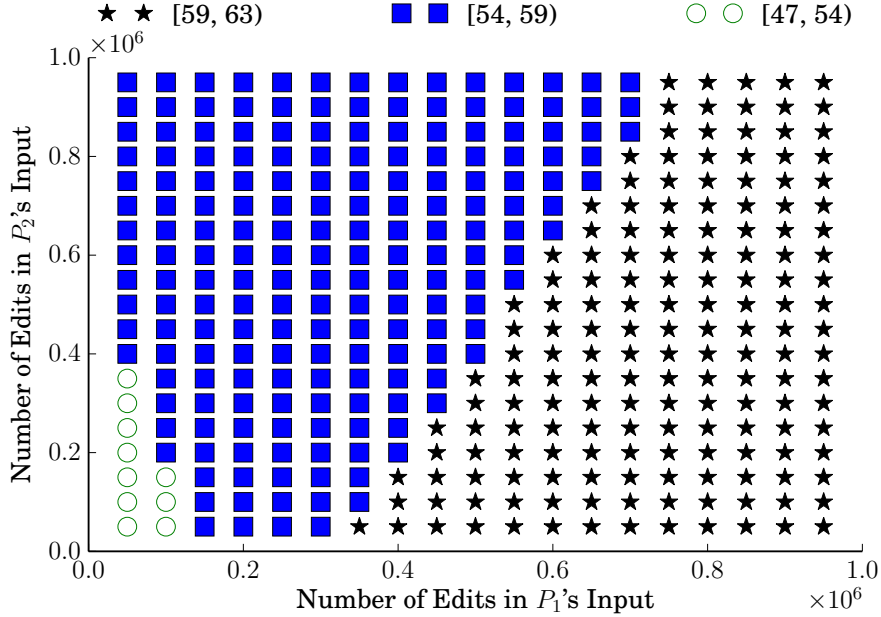 [59, 63) [54, 59) [47, 54)
×10⁶
1.0
0.8
0.6
0.4
0.2
0.0
Number of Edits in P₂'s Input
0.0 0.2 0.4 0.6 0.8 1.0
Number of Edits in P₁'s Input ×10⁶